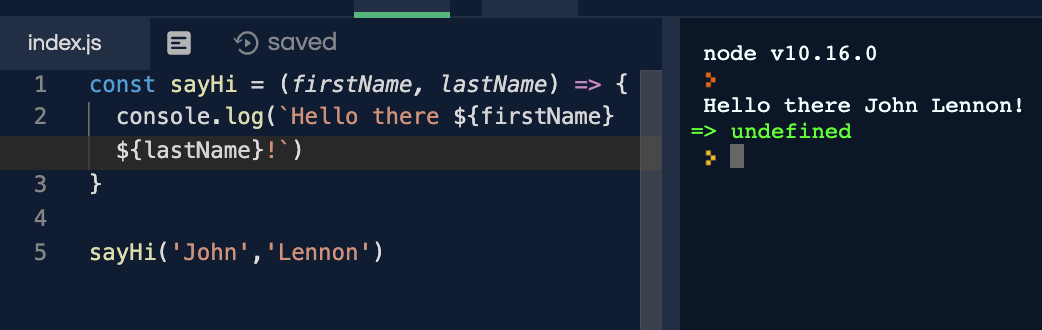 index.js
saved
1 const sayHi = (firstName, lastName) => {
2 console.log(`Hello there ${firstName}
${lastName}!`)
3 }
4
5 sayHi('John','Lennon')
node v10.16.0
Hello there John Lennon!
=> undefined